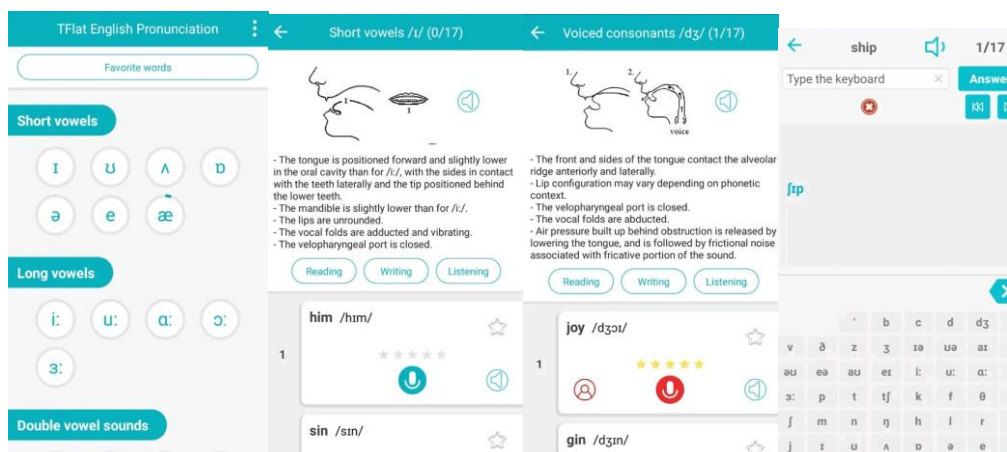 TFlat English Pronunciation
Favorite words
Short vowels
ɪ ʊ ʌ ɒ
ə e æ
Long vowels
i: u: ɑ: ɔ:
ɜ:
Double vowel sounds
Short vowels /ɪ/ (0/17)
I
I
- The tongue is positioned forward and slightly lower
in the oral cavity than for /i:/, with the sides in contact
with the teeth laterally and the tip positioned behind
the lower teeth.
- The mandible is slightly lower than for /i:/.
- The lips are unrounded.
- The vocal folds are adducted and vibrating.
- The velopharyngeal port is closed.
Reading Writing Listening
him /hɪm/
1
sin /sɪn/
Voiced consonants /dʒ/ (1/17)
1. 2.
voice
- The front and sides of the tongue contact the alveolar
ridge anteriorly and laterally.
- Lip configuration may vary depending on phonetic
context.
- The velopharyngeal port is closed.
- The vocal folds are abducted.
- Air pressure built up behind obstruction is released by
lowering the tongue, and is followed by frictional noise
associated with fricative portion of the sound.
Reading Writing Listening
joy /dʒɔɪ/
1
gin /dʒɪn/
ship 1/17
Type the keyboard × Answe
ʃɪp
ˈ b c d dʒ
v ð z ʒ ɪə ʊə aɪ
əʊ eə aʊ eɪ i: u: ɑ:
ɜ: p t tʃ k f θ
ʃ m n ŋ h l r
j ɪ ʊ ʌ ɒ ə e